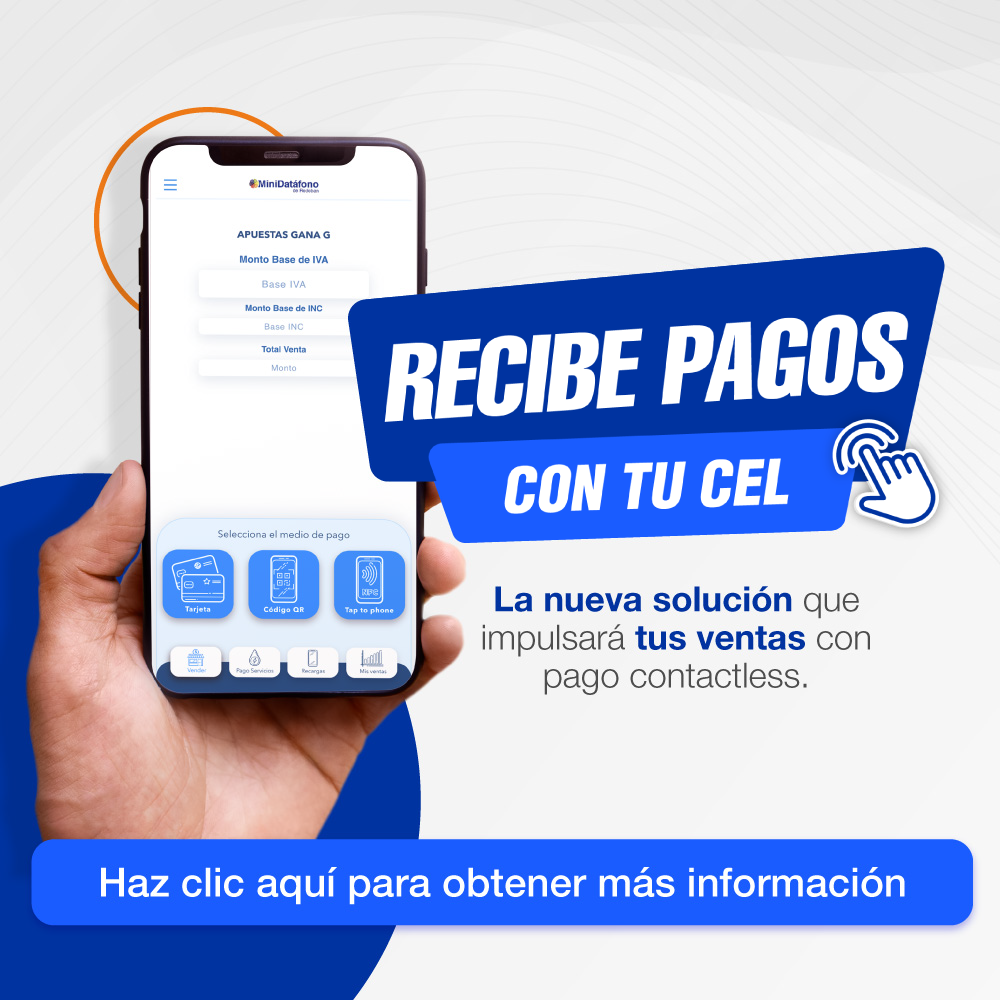 MiniDatáfono
de Redeban
APUESTAS GANA G
Monto Base de IVA
Base IVA
Monto Base de INC
Base INC
Total Venta
Monto
RECIBE PAGOS
CON TU CEL
Selecciona el medio de pago
NFC
Tarjeta
Código QR
Tap to phone
La nueva solución que
impulsará tus ventas con
pago contactless.
Vender
Pago Servicios
Recargas
Mis ventas
Haz clic aquí para obtener más información